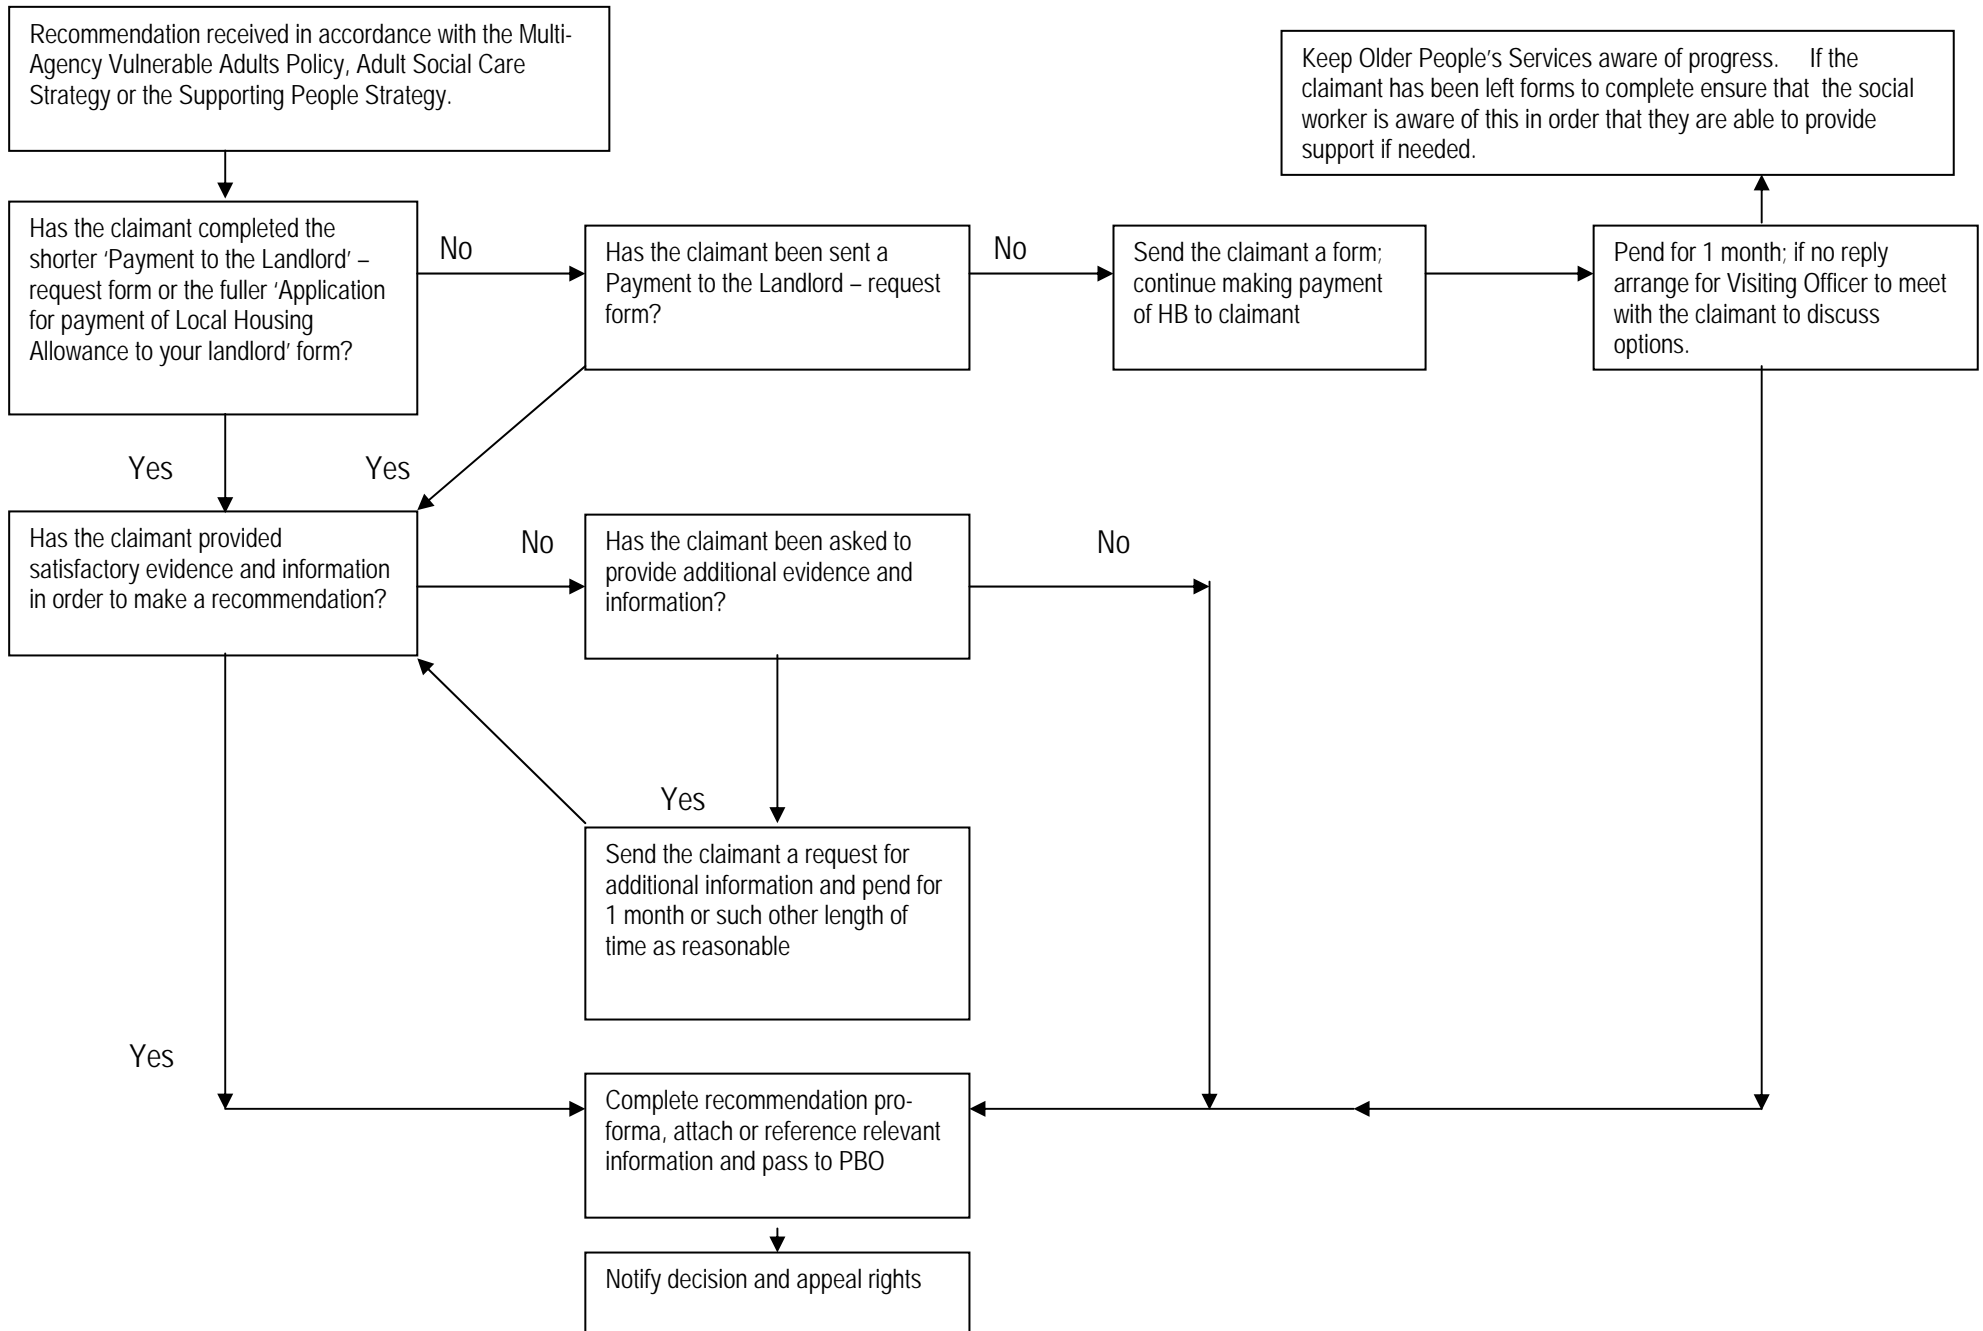 Recommendation received in accordance with the Multi-
Agency Vulnerable Adults Policy, Adult Social Care
Strategy or the Supporting People Strategy.
Keep Older People's Services aware of progress. If the
claimant has been left forms to complete ensure that the social
worker is aware of this in order that they are able to provide
support if needed.
Has the claimant completed the
shorter 'Payment to the Landlord' –
request form or the fuller 'Application
for payment of Local Housing
Allowance to your landlord' form?
No
Has the claimant been sent a
Payment to the Landlord – request
form?
No
Send the claimant a form;
continue making payment
of HB to claimant
Pend for 1 month; if no reply
arrange for Visiting Officer to meet
with the claimant to discuss
options.
Yes
Yes
Has the claimant provided
satisfactory evidence and information
in order to make a recommendation?
No
Has the claimant been asked to
provide additional evidence and
information?
No
Yes
Send the claimant a request for
additional information and pend for
1 month or such other length of
time as reasonable
Yes
Complete recommendation pro-
forma, attach or reference relevant
information and pass to PBO
Notify decision and appeal rights